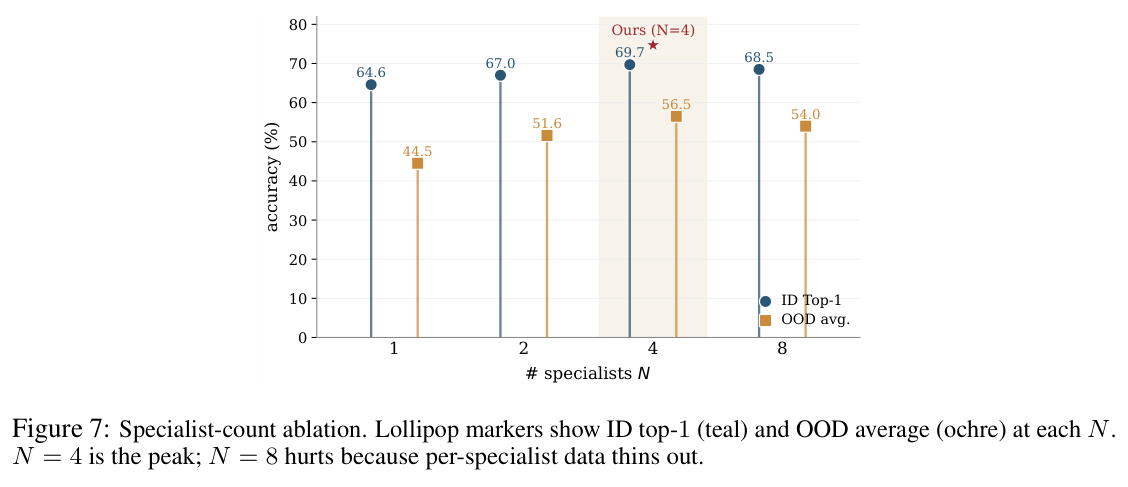 80
70
60
50
40
30
20
10
0
accuracy (%)
Ours (N=4)
64.6
67.0
69.7
68.5
44.5
51.6
56.5
54.0
ID Top-1
OOD avg.
1 2 4 8
# specialists N
Figure 7: Specialist-count ablation. Lollipop markers show ID top-1 (teal) and OOD average (ochre) at each N.
N = 4 is the peak; N = 8 hurts because per-specialist data thins out.